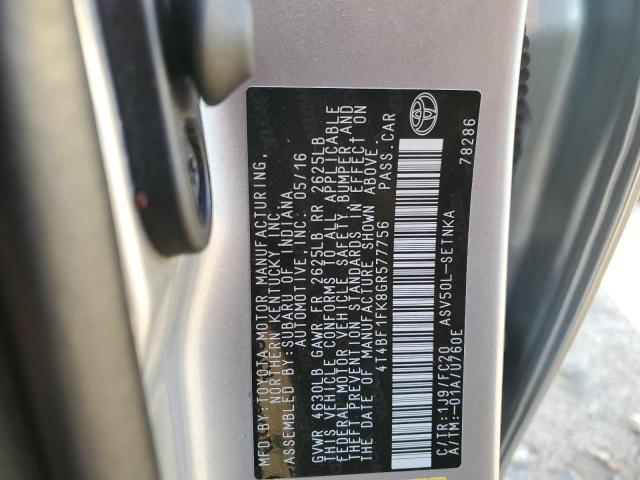 MFD.BY:TOYOTA MOTOR MANUFACTURING,
NORTHERN KENTUCKY, INC.
ASSEMBLED BY:SUBARU OF INDIANA
AUTOMOTIVE,INC. 05/16
GVWR 4630LB GAWR FR 2625LB RR 2625LB
THIS VEHICLE CONFORMS TO ALL APPLICABLE
FEDERAL MOTOR VEHICLE SAFETY, BUMPER,AND
THEFT PREVENTION STANDARDS IN EFFECT ON
THE DATE OF MANUFACTURE SHOWN ABOVE.
4T4BF1FK8GR577756 PASS.CAR
C/TR:1J9/FC20 ASV50L-SETNKA
A/TM:-01A/U760E
78286